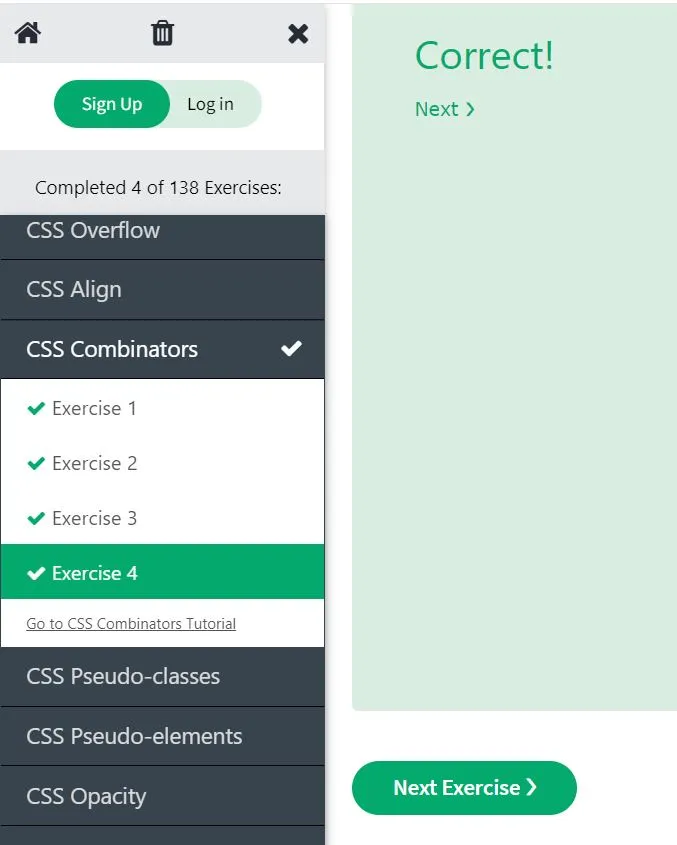 Sign Up
Log in
Completed 4 of 138 Exercises:
CSS Overflow
CSS Align
CSS Combinators
Exercise 1
Exercise 2
Exercise 3
Exercise 4
Go to CSS Combinators Tutorial
CSS Pseudo-classes
CSS Pseudo-elements
CSS Opacity
Correct!
Next ❯
Next Exercise ❯